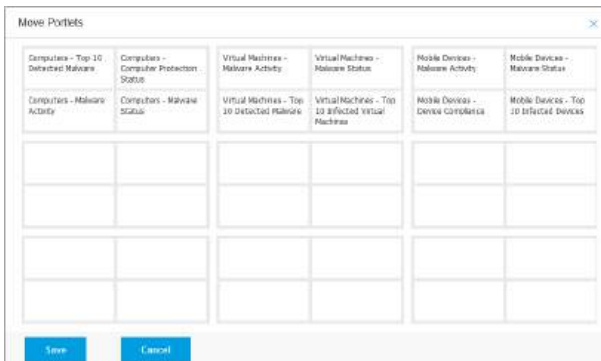 Move Portlets
Computers - Top 10
Detected Malware
Computers -
Computer Protection
Status
Virtual Machines -
Malware Activity
Virtual Machines -
Malware Status
Mobile Devices -
Malware Activity
Mobile Devices -
Malware Status
Computers - Malware
Activity
Computers - Malware
Status
Virtual Machines - Top
10 Detected Malware
Virtual Machines - Top
10 Infected Virtual
Machines
Mobile Devices -
Device Compliance
Mobile Devices - Top
10 Infected Devices
Save
Cancel